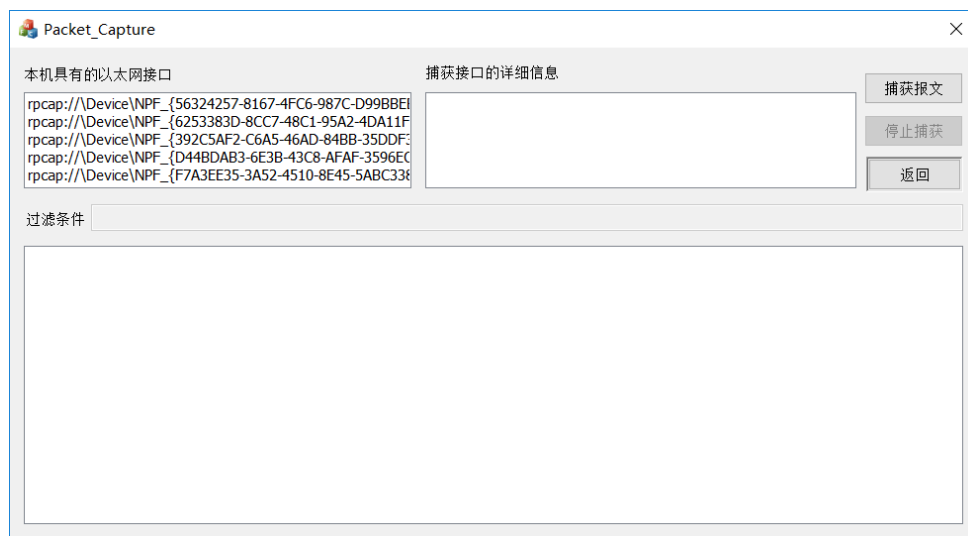 Packet_Capture
本机具有的以太网接口
捕获接口的详细信息
捕获报文
rpcap://\Device\NPF_{56324257-8167-4FC6-987C-D99BBE
rpcap://\Device\NPF_{6253383D-8CC7-48C1-95A2-4DA11F
rpcap://\Device\NPF_{392C5AF2-C6A5-46AD-84BB-35DDF
rpcap://\Device\NPF_{D44BDAB3-6E3B-43C8-AFAF-3596E
rpcap://\Device\NPF_{F7A3EE35-3A52-4510-8E45-5ABC33
停止捕获
返回
过滤条件